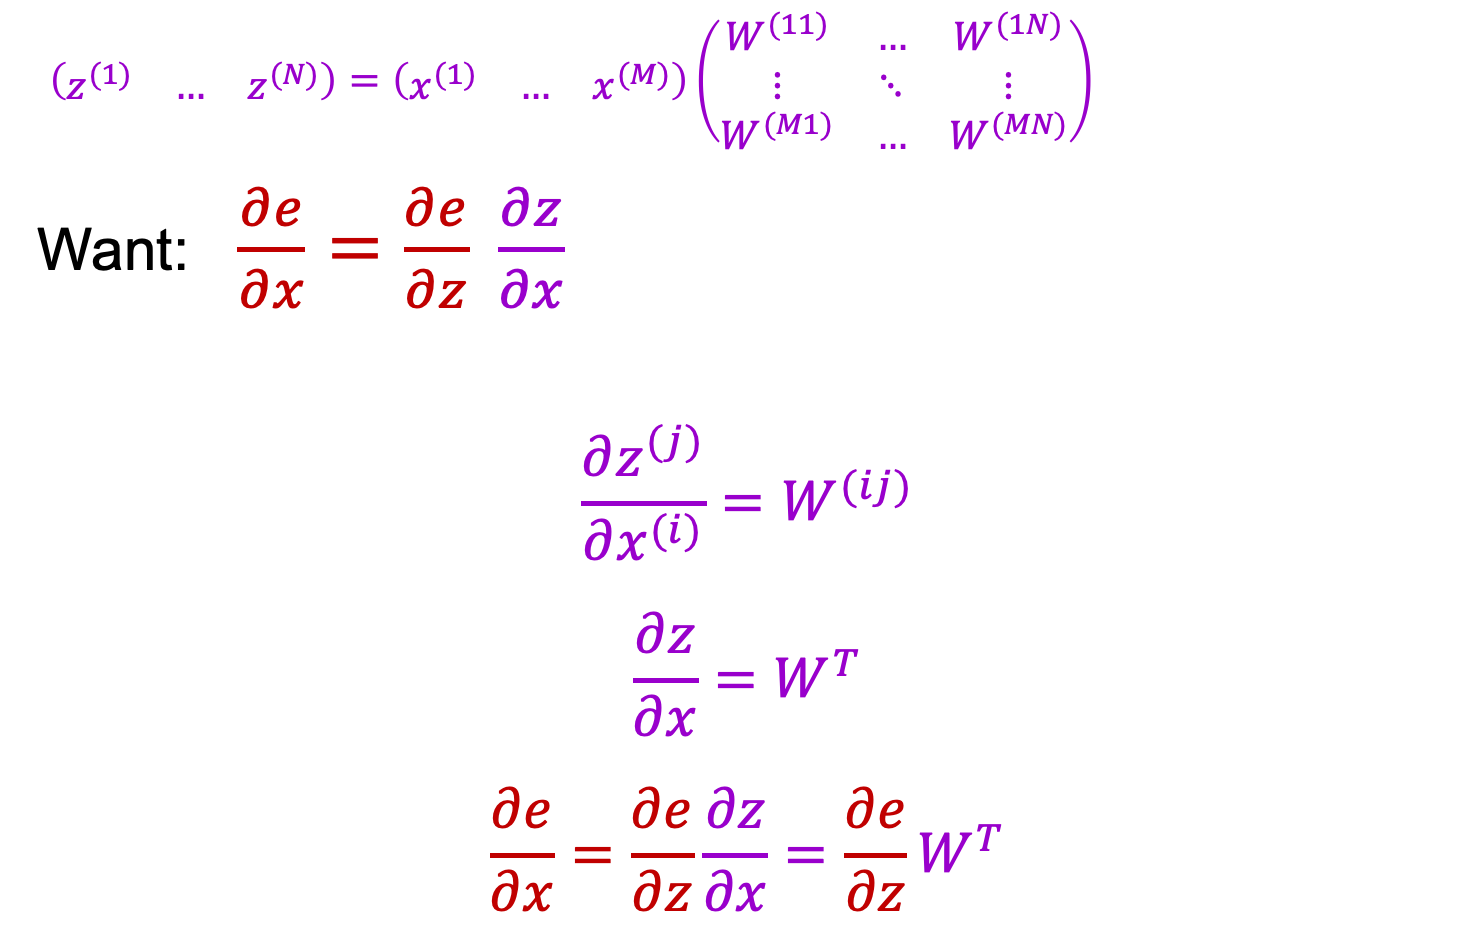 (z^(1) … z^(N)) = (x^(1) … x^(M)) (W^(11) … W^(1N) ⋮ ⋱ ⋮ W^(M1) … W^(MN))
Want: ∂e/∂x = ∂e/∂z ∂z/∂x
∂z^(j)/∂x^(i) = W^(ij)
∂z/∂x = W^T
∂e/∂x = ∂e/∂z ∂z/∂x = ∂e/∂z W^T